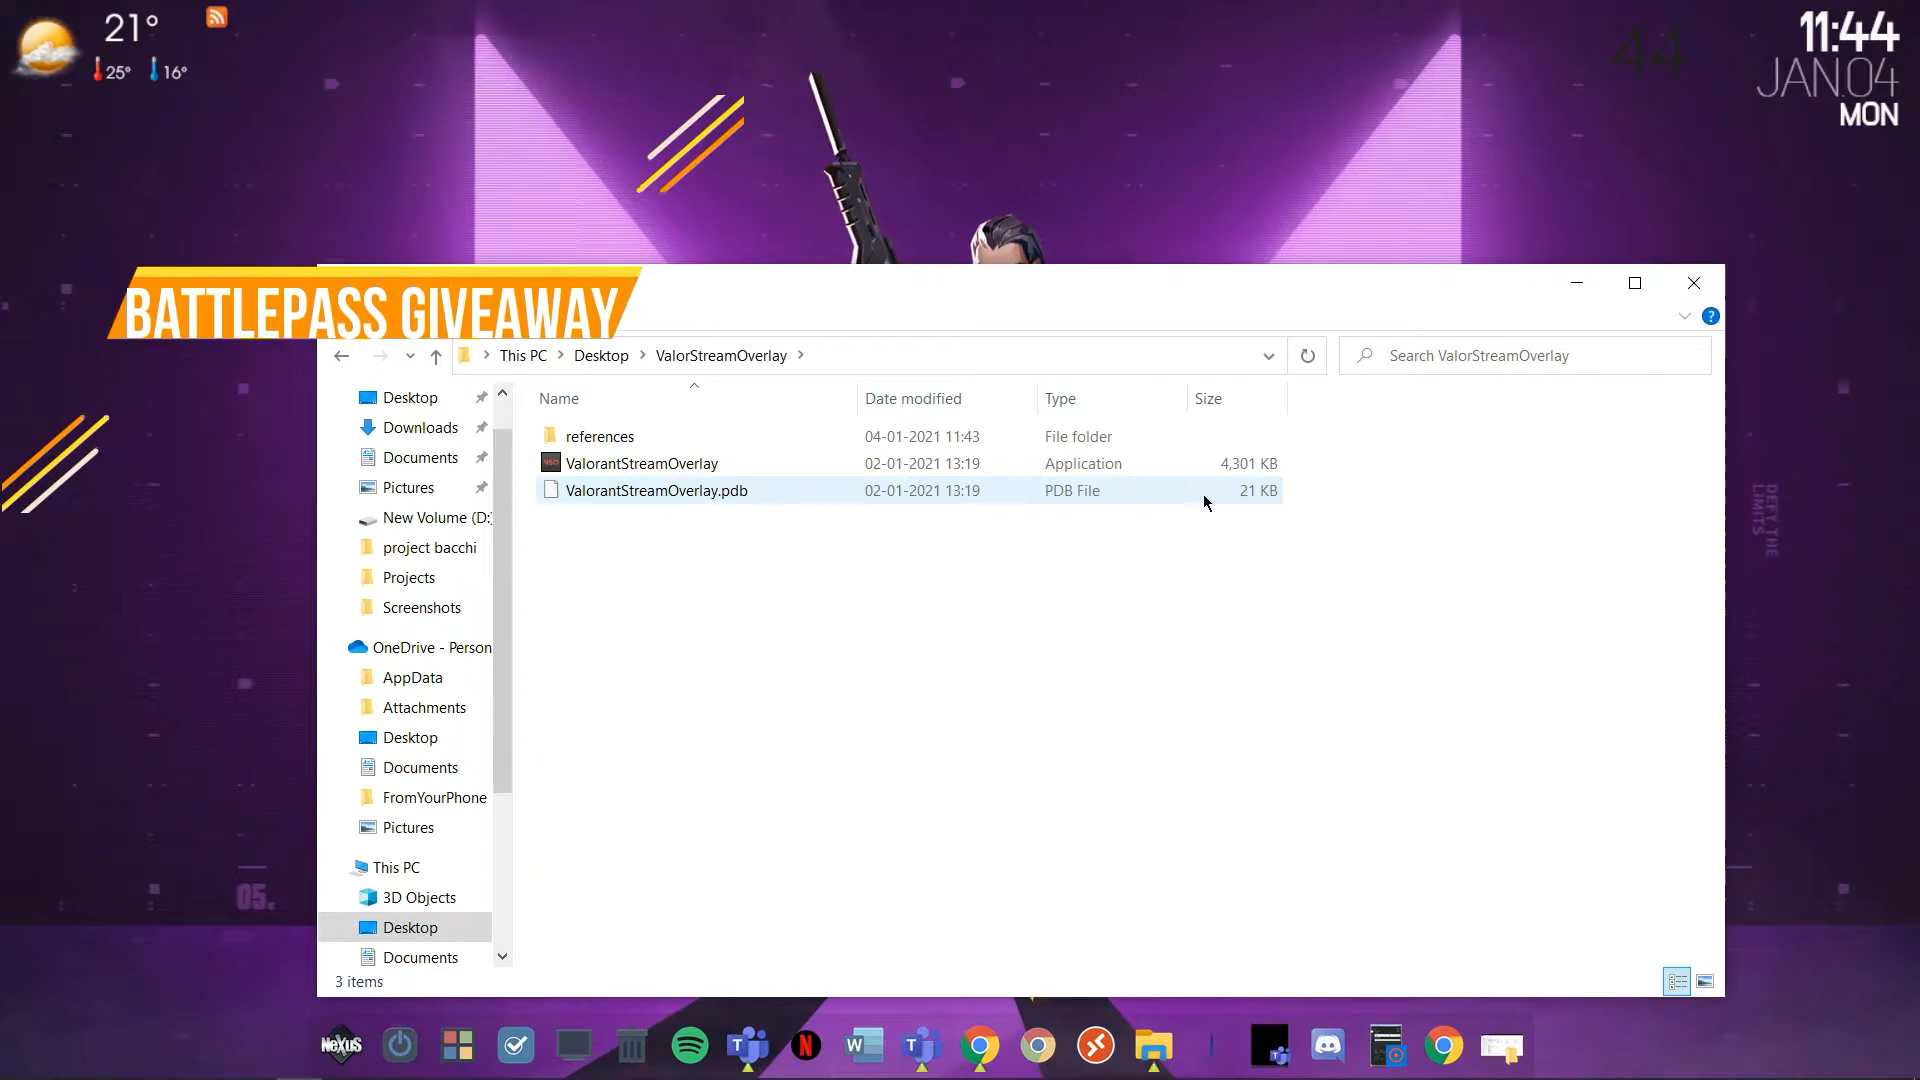 21°
25° 16°
44
11:44
JAN.04
MON
BATTLEPASS GIVEAWAY
This PC > Desktop > ValorStreamOverlay >
Search ValorStreamOverlay
Name Date modified Type Size
references 04-01-2021 11:43 File folder
ValorantStreamOverlay 02-01-2021 13:19 Application 4,301 KB
ValorantStreamOverlay.pdb 02-01-2021 13:19 PDB File 21 KB
Desktop
Downloads
Documents
Pictures
New Volume (D:)
project bacchi
Projects
Screenshots
OneDrive - Person
AppData
Attachments
Desktop
Documents
FromYourPhone
Pictures
This PC
3D Objects
Desktop
Documents
3 items
DEFY THE
LIMITS
05.
NEXUS